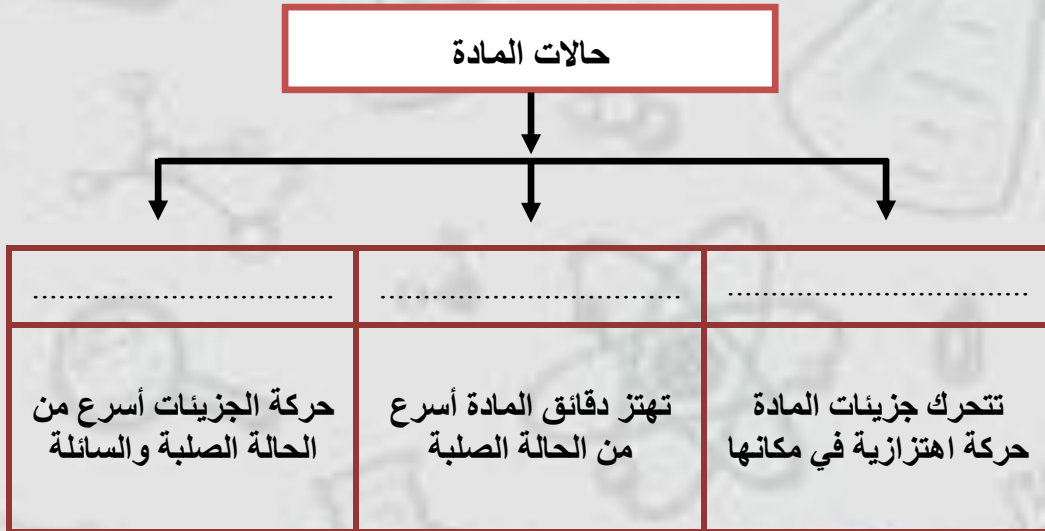 حالات المادة
.................................
.................................
.................................
تتحرك جزيئات المادة
حركة اهتزازية في مكانها
تهتز دقائق المادة أسرع
من الحالة الصلبة
حركة الجزيئات أسرع من
الحالة الصلبة والسائلة